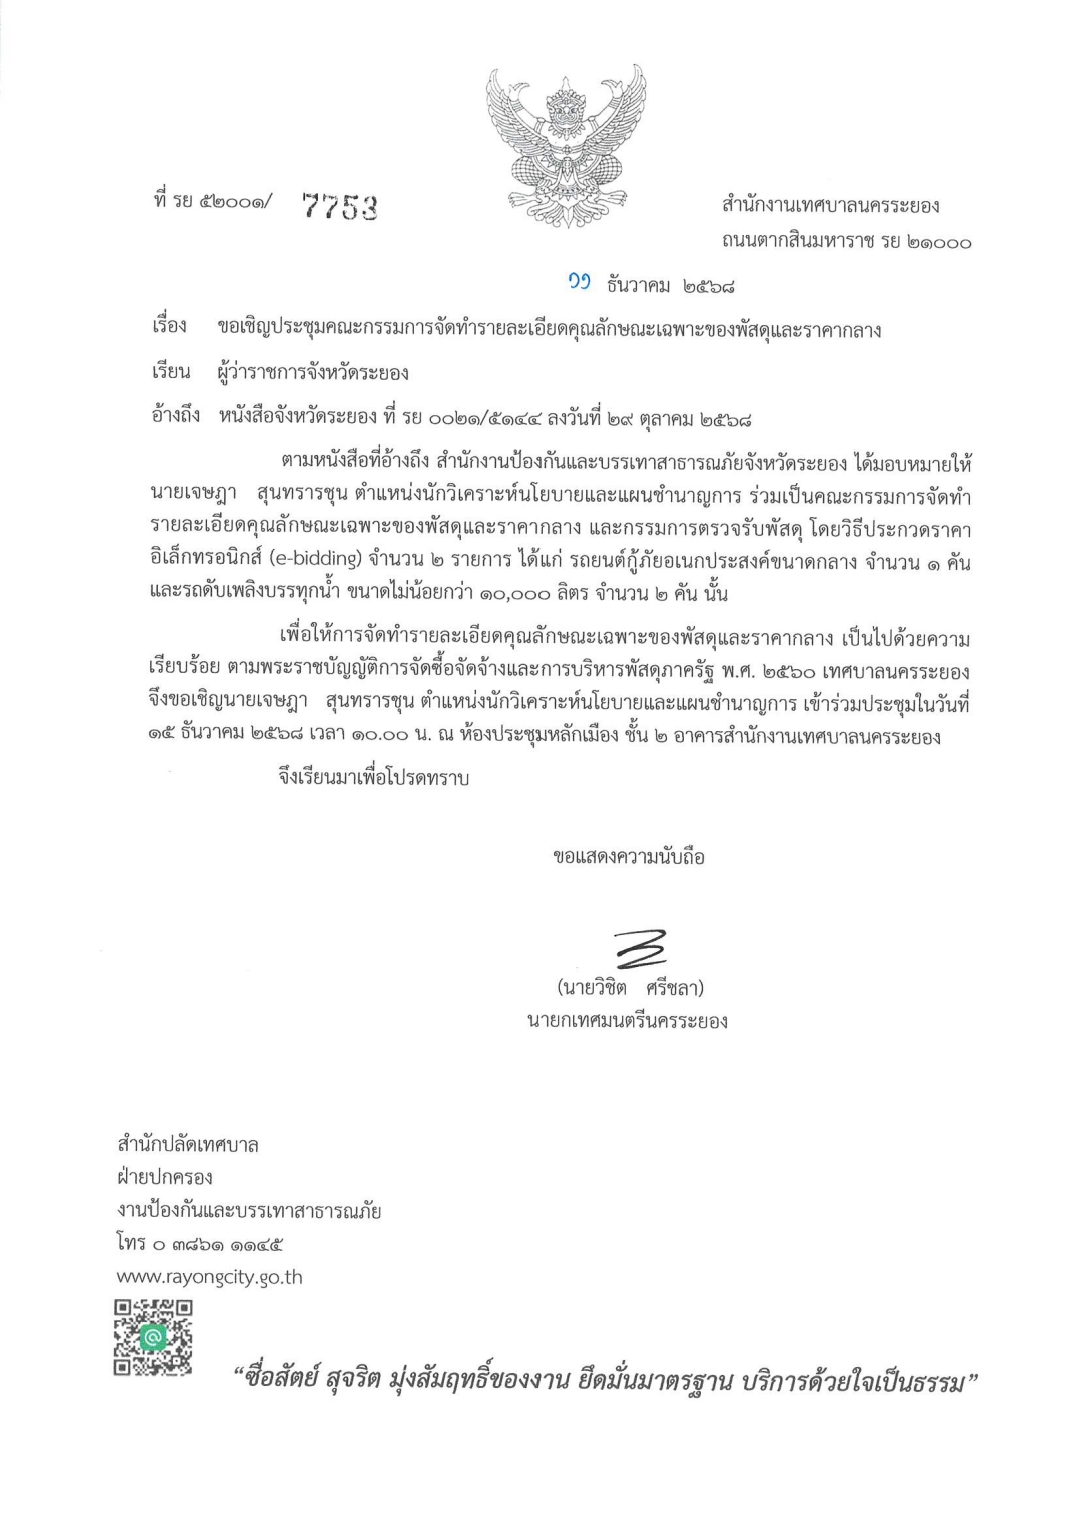 ที่ รย ๕๒๐๐๑/ 7753
สำนักงานเทศบาลนครระยอง
ถนนตากสินมหาราช รย ๒๑๐๐๐
๑๑ ธันวาคม ๒๕๖๘
เรื่อง ขอเชิญประชุมคณะกรรมการจัดทำรายละเอียดคุณลักษณะเฉพาะของพัสดุและราคากลาง
เรียน ผู้ว่าราชการจังหวัดระยอง
อ้างถึง หนังสือจังหวัดระยอง ที่ รย ๐๐๒๑/๕๑๔๔ ลงวันที่ ๒๙ ตุลาคม ๒๕๖๘
ตามหนังสือที่อ้างถึง สำนักงานป้องกันและบรรเทาสาธารณภัยจังหวัดระยอง ได้มอบหมายให้
นายเจษฎา สุนทรารชุน ตำแหน่งนักวิเคราะห์นโยบายและแผนชำนาญการ ร่วมเป็นคณะกรรมการจัดทำ
รายละเอียดคุณลักษณะเฉพาะของพัสดุและราคากลาง และกรรมการตรวจรับพัสดุ โดยวิธีประกวดราคา
อิเล็กทรอนิกส์ (e-bidding) จำนวน ๒ รายการ ได้แก่ รถยนต์กู้ภัยอเนกประสงค์ขนาดกลาง จำนวน ๑ คัน
และรถดับเพลิงบรรทุกน้ำ ขนาดไม่น้อยกว่า ๑๐,๐๐๐ ลิตร จำนวน ๒ คัน นั้น
เพื่อให้การจัดทำรายละเอียดคุณลักษณะเฉพาะของพัสดุและราคากลาง เป็นไปด้วยความ
เรียบร้อย ตามพระราชบัญญัติการจัดซื้อจัดจ้างและการบริหารพัสดุภาครัฐ พ.ศ. ๒๕๖๐ เทศบาลนครระยอง
จึงขอเชิญนายเจษฎา สุนทรารชุน ตำแหน่งนักวิเคราะห์นโยบายและแผนชำนาญการ เข้าร่วมประชุมในวันที่
๑๕ ธันวาคม ๒๕๖๘ เวลา ๑๐.๐๐ น. ณ ห้องประชุมหลักเมือง ชั้น ๒ อาคารสำนักงานเทศบาลนครระยอง
จึงเรียนมาเพื่อโปรดทราบ
ขอแสดงความนับถือ
(นายวิชิต ศรีชลา)
นายกเทศมนตรีนครระยอง
สำนักปลัดเทศบาล
ฝ่ายปกครอง
งานป้องกันและบรรเทาสาธารณภัย
โทร ๐ ๓๘๖๑ ๑๑๔๕
www.rayongcity.go.th
“ซื่อสัตย์ สุจริต มุ่งสัมฤทธิ์ของงาน ยึดมั่นมาตรฐาน บริการด้วยใจเป็นธรรม”